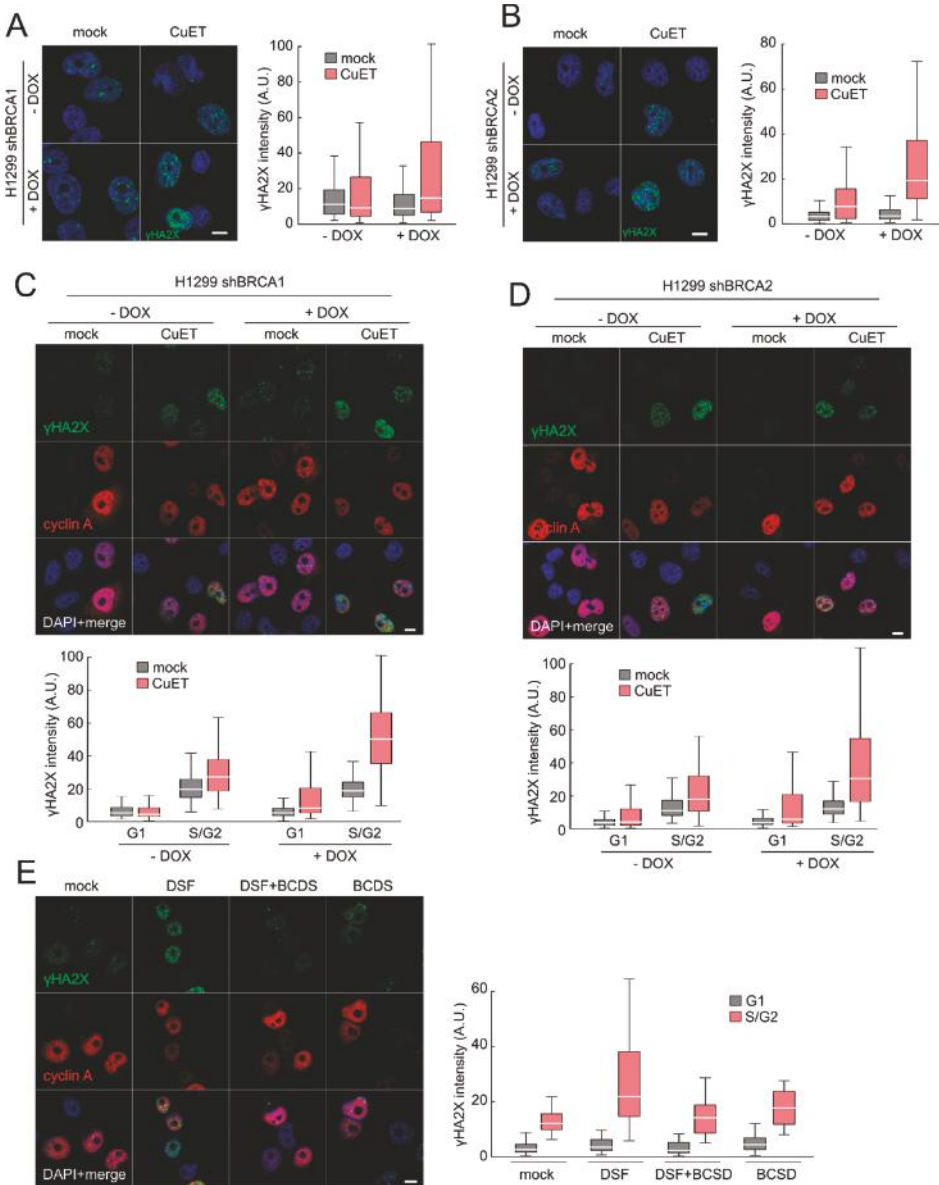 A
mock
CuET
H1299 shBRCA1
- DOX
+ DOX
γHA2X
γHA2X intensity (A.U.)
100
80
60
40
20
0
mock
CuET
- DOX
+ DOX
B
mock
CuET
H1299 shBRCA2
- DOX
+ DOX
γHA2X
γHA2X intensity (A.U.)
80
60
40
20
0
mock
CuET
- DOX
+ DOX
C
H1299 shBRCA1
- DOX
+ DOX
mock
CuET
mock
CuET
γHA2X
cyclin A
DAPI+merge
γHA2X intensity (A.U.)
100
80
60
40
20
0
mock
CuET
G1
S/G2
G1
S/G2
- DOX
+ DOX
D
H1299 shBRCA2
- DOX
+ DOX
mock
CuET
mock
CuET
γHA2X
clin A
DAPI+merge
γHA2X intensity (A.U.)
100
80
60
40
20
0
mock
CuET
G1
S/G2
G1
S/G2
- DOX
+ DOX
E
mock
DSF
DSF+BCDS
BCDS
γHA2X
cyclin A
DAPI+merge
γHA2X intensity (A.U.)
60
40
20
0
G1
S/G2
mock
DSF
DSF+BCSD
BCSD